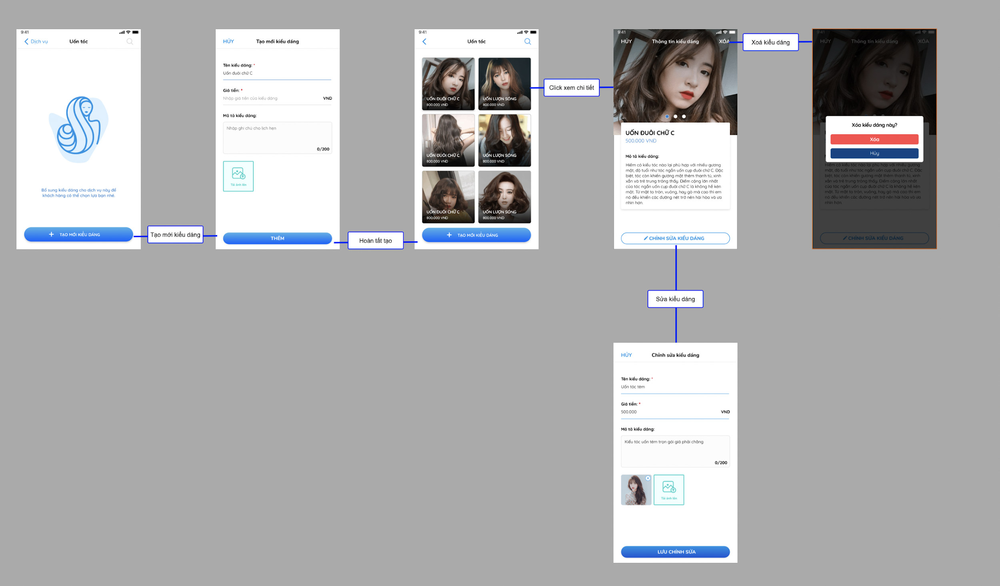 9:41
Dịch vụ
Uốn tóc
Bổ sung kiểu dáng cho dịch vụ này để
khách hàng có thể chọn lựa bạn nhé.
+ TẠO MỚI KIỂU DÁNG
Tạo mới kiểu dáng
HỦY
Tạo mới kiểu dáng
Tên kiểu dáng: *
Uốn đuôi chữ C
Giá tiền: *
Nhập giá tiền của kiểu dáng
VND
Mô tả kiểu dáng:
Nhập ghi chú cho lịch hẹn
0/200
Tải ảnh lên
THÊM
Hoàn tất tạo
9:41
Uốn tóc
UỐN ĐUÔI CHỮ C
800.000 VND
UỐN LƯỢN SÓNG
800.000 VND
UỐN ĐUÔI CHỮ C
800.000 VND
UỐN LƯỢN SÓNG
800.000 VND
UỐN ĐUÔI CHỮ C
800.000 VND
UỐN LƯỢN SÓNG
800.000 VND
+ TẠO MỚI KIỂU DÁNG
Click xem chi tiết
9:41
HỦY
Thông tin kiểu dáng
XÓA
UỐN ĐUÔI CHỮ C
500.000 VNĐ
Mô tả kiểu dáng:
Hiếm có kiểu tóc nào lại phù hợp với nhiều gương
mặt, độ tuổi như tóc ngắn uốn cụp đuôi chữ C. Đặc
biệt, tóc còn khiến gương mặt thêm thanh tú, xinh
xắn và trẻ trung trông thấy. Điểm cộng lớn nhất
của tóc ngắn uốn cụp đuôi chữ C là không hề kén
mặt. Từ mặt to tròn, vuông, hay gò má cao thì em
nó đều khiến các đường nét trở nên hài hòa và ưa
nhìn hơn.
CHỈNH SỬA KIỂU DÁNG
Xoá kiểu dáng
9:41
HỦY
Thông tin kiểu dáng
XÓA
Xóa kiểu dáng này?
Xóa
Hủy
Hiếm có kiểu tóc nào lại phù hợp với nhiều gương
mặt, độ tuổi như tóc ngắn uốn cụp đuôi chữ C. Đặc
biệt, tóc còn khiến gương mặt thêm thanh tú, xinh
xắn và trẻ trung trông thấy. Điểm cộng lớn nhất
của tóc ngắn uốn cụp đuôi chữ C là không hề kén
mặt. Từ mặt to tròn, vuông, hay gò má cao thì em
nó đều khiến các đường nét trở nên hài hòa và ưa
nhìn hơn.
CHỈNH SỬA KIỂU DÁNG
Sửa kiểu dáng
HỦY
Chỉnh sửa kiểu dáng
Tên kiểu dáng: *
Uốn tóc tém
Giá tiền: *
500.000
VND
Mô tả kiểu dáng:
Kiểu tóc uốn tém trọn gói giá phải chăng
0/200
Tải ảnh lên
LƯU CHỈNH SỬA